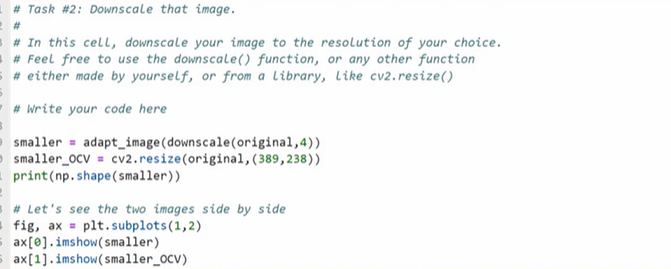 # Task #2: Downscale that image.
#
# In this cell, downscale your image to the resolution of your choice.
# Feel free to use the downscale() function, or any other function
# either made by yourself, or from a library, like cv2.resize()
# Write your code here
smaller = adapt_image(downscale(original,4))
smaller_OCV = cv2.resize(original,(389,238))
print(np.shape(smaller))
# Let's see the two images side by side
fig, ax = plt.subplots(1,2)
ax[0].imshow(smaller)
ax[1].imshow(smaller_OCV)